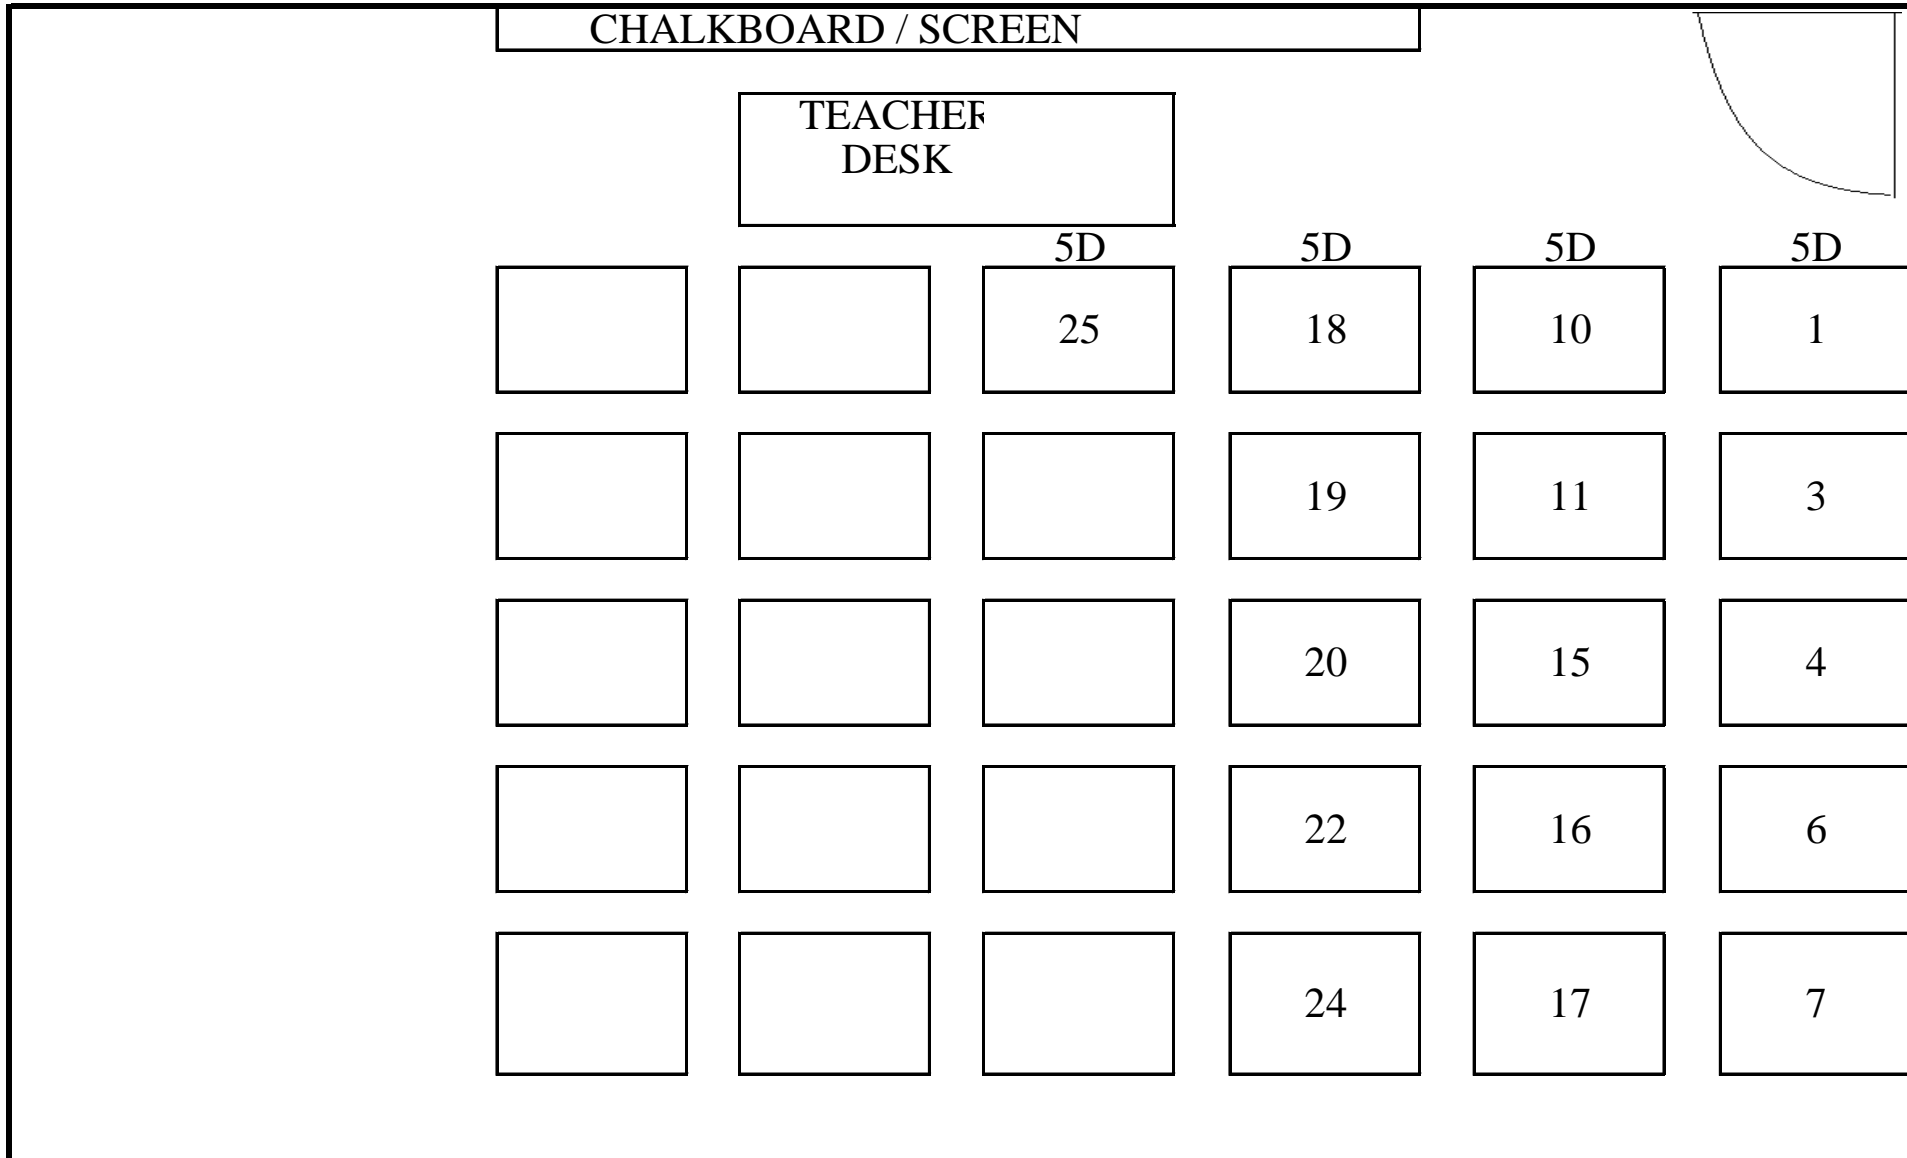 CHALKBOARD / SCREEN
TEACHER
DESK
5D 5D 5D 5D
25 18 10 1
19 11 3
20 15 4
22 16 6
24 17 7